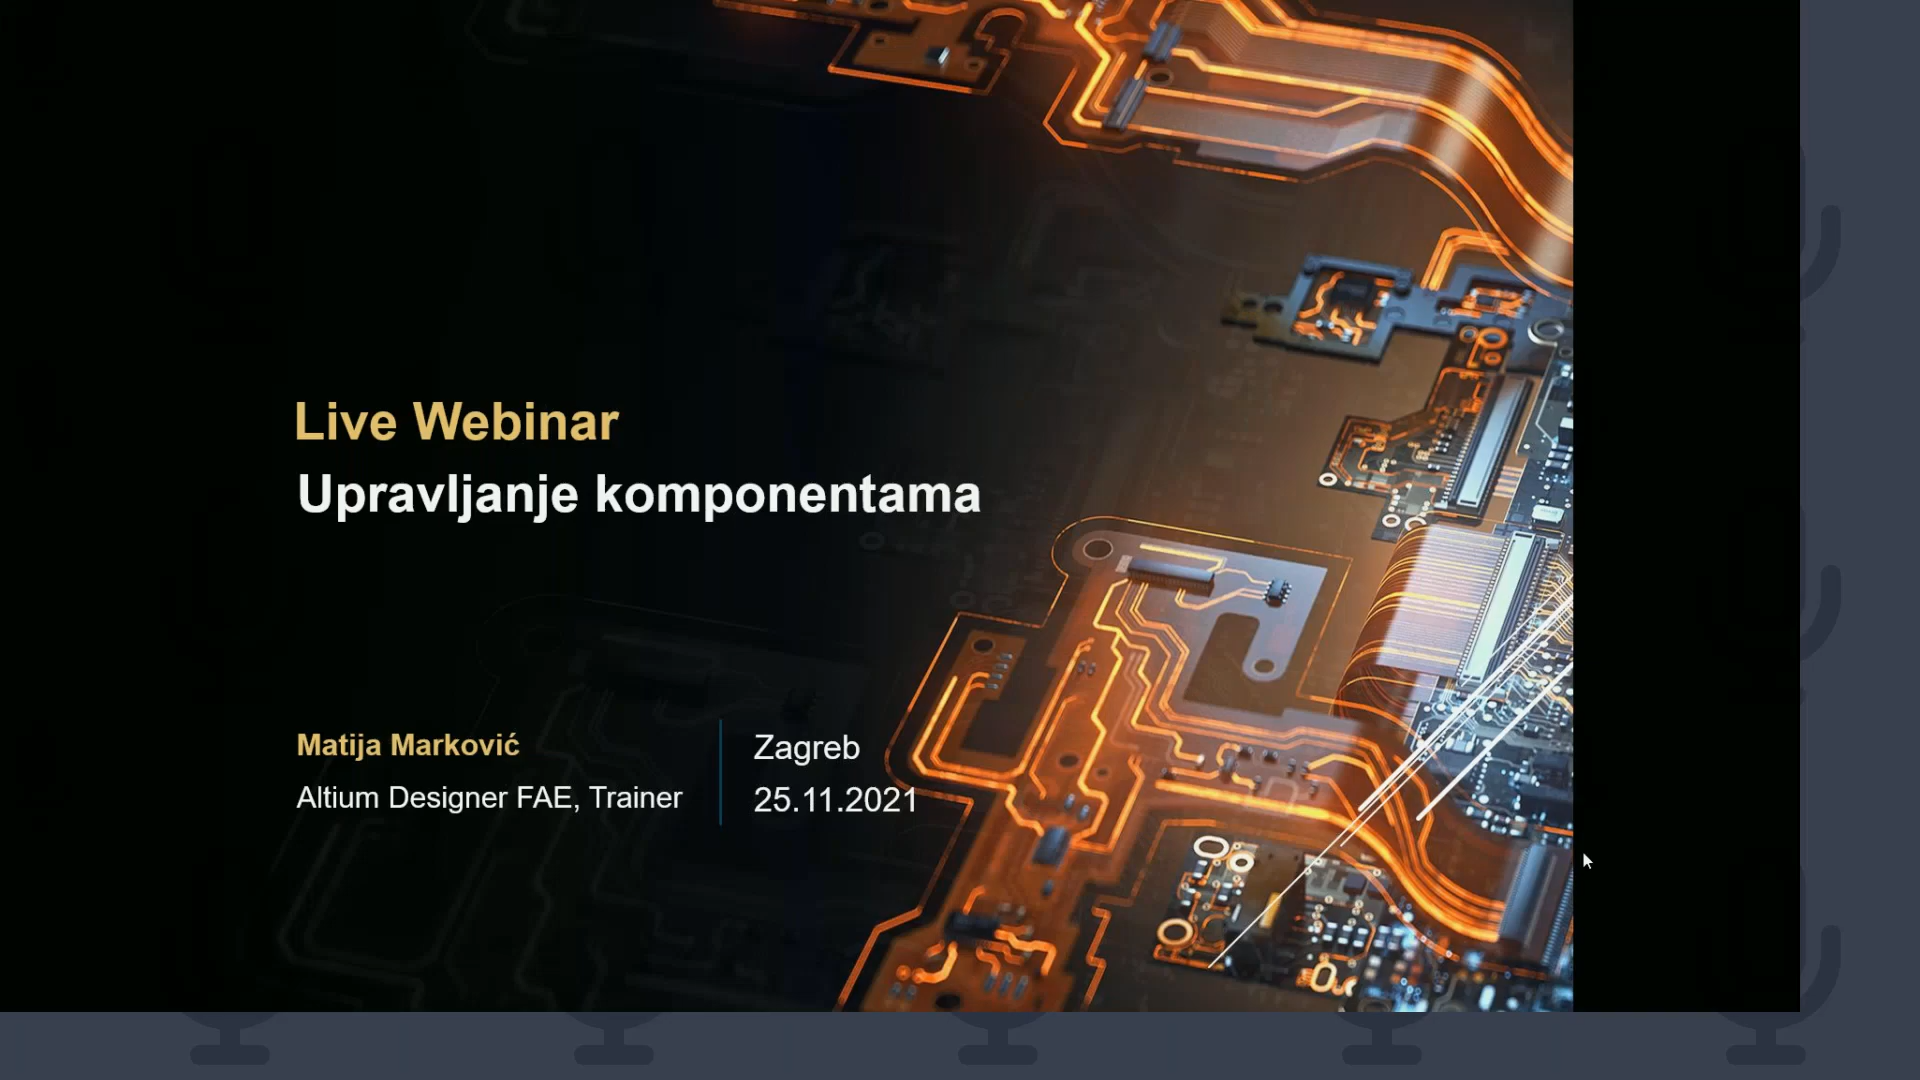 Live Webinar
Upravljanje komponentama
Matija Marković
Altium Designer FAE, Trainer
Zagreb
25.11.2021